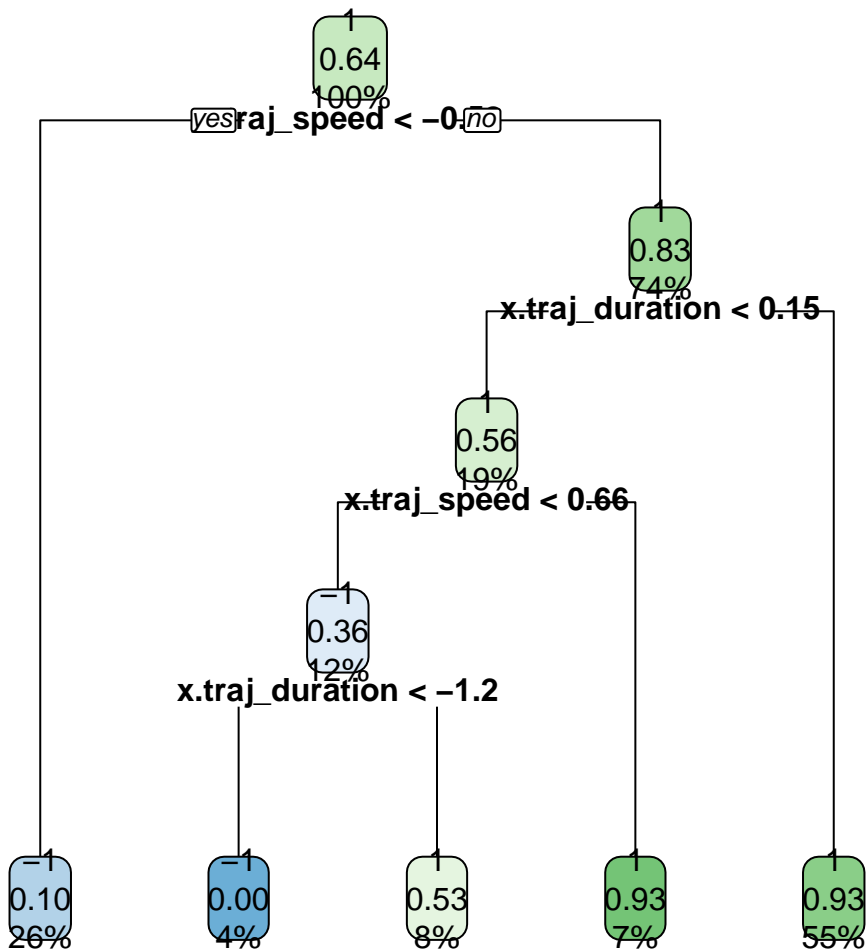 1
0.64
100%
yes raj_speed < −0. no
1
0.83
74%
x.traj_duration < 0.15
1
0.56
19%
x.traj_speed < 0.66
−1
0.36
12%
x.traj_duration < −1.2
−1 −1 1 1 1
0.10 0.00 0.53 0.93 0.93
26% 4% 8% 7% 55%